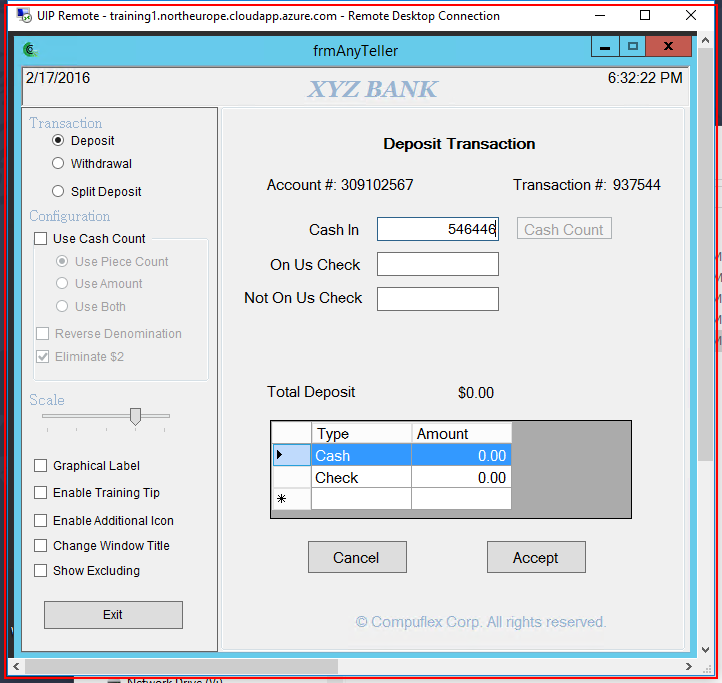 UIP Remote - training1.northeurope.cloudapp.azure.com - Remote Desktop Connection
frmAnyTeller
2/17/2016
XYZ BANK
6:32:22 PM
Transaction
Deposit
Withdrawal
Split Deposit
Configuration
Use Cash Count
Use Piece Count
Use Amount
Use Both
Reverse Denomination
Eliminate $2
Scale
Graphical Label
Enable Training Tip
Enable Additional Icon
Change Window Title
Show Excluding
Exit
Deposit Transaction
Account #: 309102567 Transaction #: 937544
Cash In 546446 Cash Count
On Us Check
Not On Us Check
Total Deposit $0.00
Type Amount
Cash 0.00
Check 0.00
Cancel Accept
© Compuflex Corp. All rights reserved.